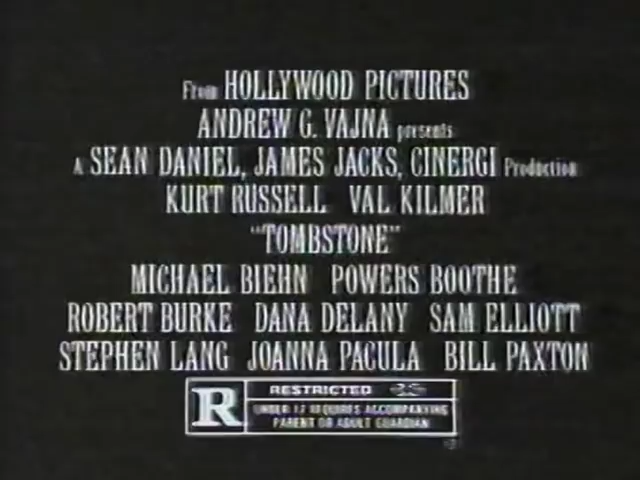 From HOLLYWOOD PICTURES
ANDREW G. VAJNA presents
A SEAN DANIEL, JAMES JACKS, CINERGI Production
KURT RUSSELL VAL KILMER
"TOMBSTONE"
MICHAEL BIEHN POWERS BOOTHE
ROBERT BURKE DANA DELANY SAM ELLIOTT
STEPHEN LANG JOANNA PACULA BILL PAXTON
R RESTRICTED
UNDER 17 REQUIRES ACCOMPANYING
PARENT OR ADULT GUARDIAN